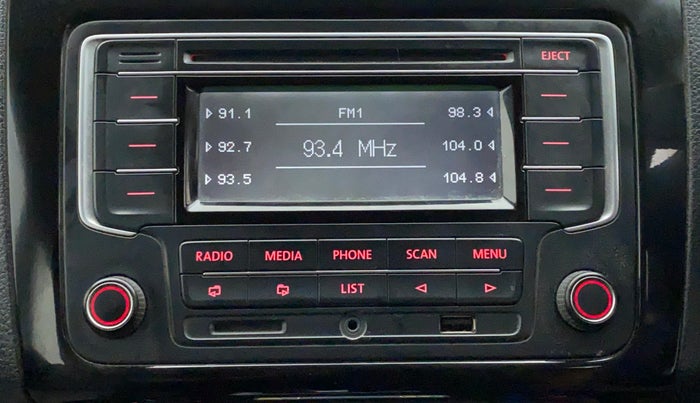 EJECT
91.1 FM1 98.3
92.7 93.4 MHz 104.0
93.5 104.8
RADIO MEDIA PHONE SCAN MENU
LIST